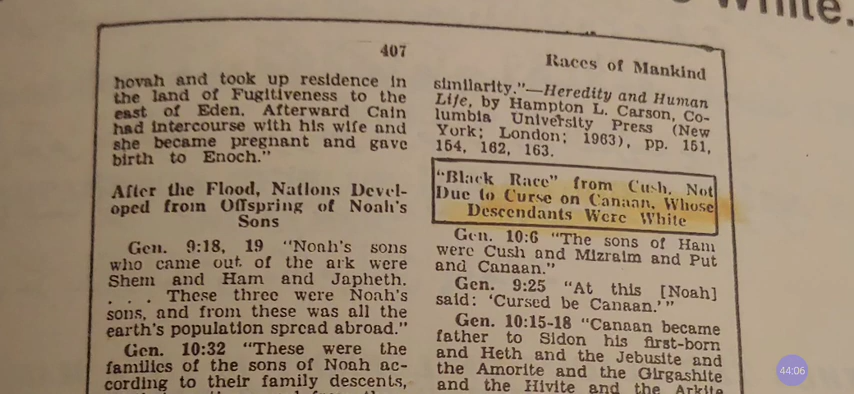 White.
407
Races of Mankind
hovah and took up residence in
the land of Fugitiveness to the
east of Eden. Afterward Cain
had intercourse with his wife and
she became pregnant and gave
birth to Enoch."
After the Flood, Nations Devel-
oped from Offspring of Noah's
Sons
Gen. 9:18, 19 "Noah's sons
who came out of the ark were
Shem and Ham and Japheth.
. . . These three were Noah's
sons, and from these was all the
earth's population spread abroad."
Gen. 10:32 "These were the
families of the sons of Noah ac-
cording to their family descents,
similarity."—Heredity and Human
Life, by Hampton L. Carson, Co-
lumbia University Press (New
York; London; 1963), pp. 151,
154, 162, 163.
"Black Race" from Cush, Not
Due to Curse on Canaan, Whose
Descendants Were White
Gen. 10:6 "The sons of Ham
were Cush and Mizraim and Put
and Canaan."
Gen. 9:25 "At this [Noah]
said: 'Cursed be Canaan.'"
Gen. 10:15-18 "Canaan became
father to Sidon his first-born
and Heth and the Jebusite and
the Amorite and the Girgashite
and the Hivite and the Arkite
44:06